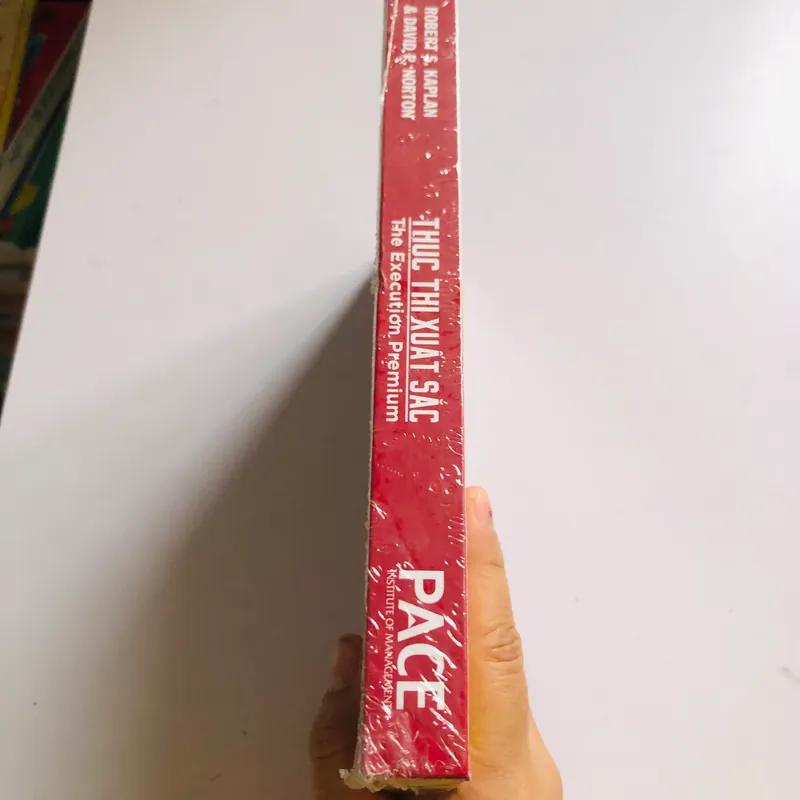 ROBERT S. KAPLAN
& DAVID P. NORTON
THỰC THI XUẤT SẮC
The Execution Premium
PACE
INSTITUTE OF MANAGEMENT